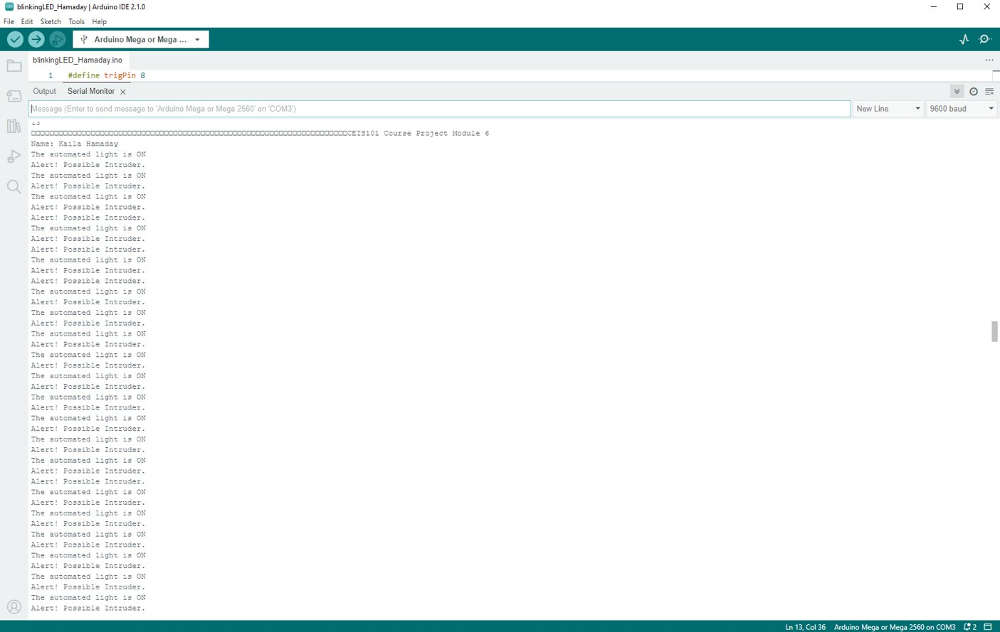 blinkingLED_Hamaday | Arduino IDE 2.1.0
File Edit Sketch Tools Help
Arduino Mega or Mega ...
blinkingLED_Hamaday.ino
1 #define trigPin 8
Output Serial Monitor
Message (Enter to send message to 'Arduino Mega or Mega 2560' on 'COM3') New Line 9600 baud
13
CEIS101 Course Project Module 6
Name: Kaila Hamaday
The automated light is ON
Alert! Possible Intruder.
The automated light is ON
Alert! Possible Intruder.
The automated light is ON
Alert! Possible Intruder.
Alert! Possible Intruder.
The automated light is ON
Alert! Possible Intruder.
Alert! Possible Intruder.
The automated light is ON
Alert! Possible Intruder.
Alert! Possible Intruder.
The automated light is ON
Alert! Possible Intruder.
The automated light is ON
Alert! Possible Intruder.
The automated light is ON
Alert! Possible Intruder.
The automated light is ON
Alert! Possible Intruder.
The automated light is ON
Alert! Possible Intruder.
The automated light is ON
Alert! Possible Intruder.
The automated light is ON
Alert! Possible Intruder.
The automated light is ON
Alert! Possible Intruder.
The automated light is ON
Alert! Possible Intruder.
Alert! Possible Intruder.
The automated light is ON
Alert! Possible Intruder.
The automated light is ON
Alert! Possible Intruder.
The automated light is ON
Alert! Possible Intruder.
The automated light is ON
Alert! Possible Intruder.
The automated light is ON
Alert! Possible Intruder.
The automated light is ON
Alert! Possible Intruder.
Ln 13, Col 36 Arduino Mega or Mega 2560 on COM3 2